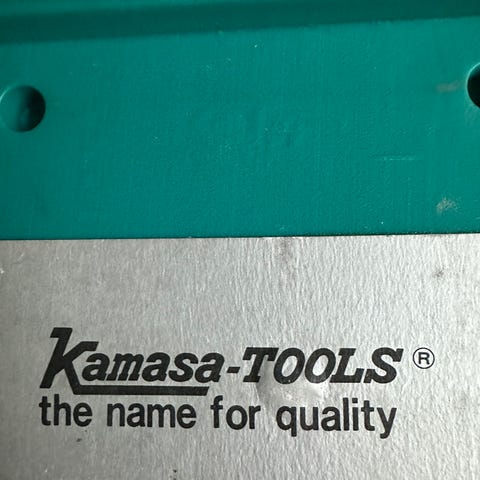 Kamasa-TOOLS®
the name for quality